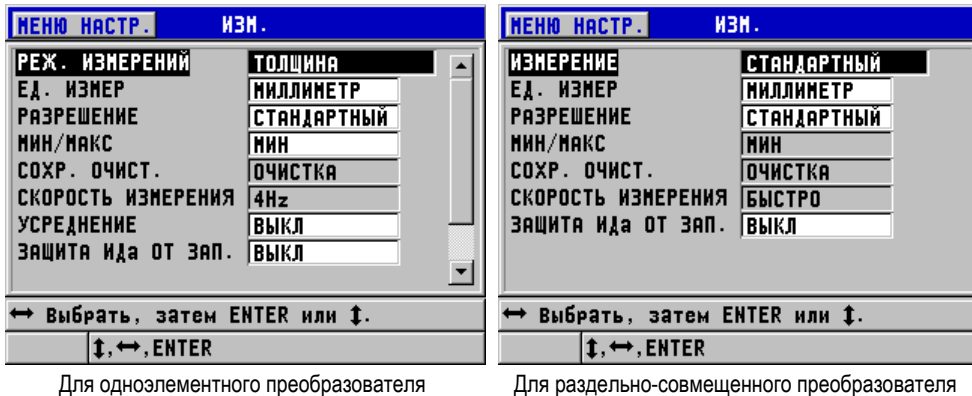 МЕНЮ НАСТР. ИЗМ.
РЕЖ. ИЗМЕРЕНИЙ ТОЛЩИНА
ЕД. ИЗМЕР МИЛЛИМЕТР
РАЗРЕШЕНИЕ СТАНДАРТНЫЙ
МИН/МАКС МИН
СОХР. ОЧИСТ. ОЧИСТКА
СКОРОСТЬ ИЗМЕРЕНИЯ 4Hz
УСРЕДНЕНИЕ ВЫКЛ
ЗАЩИТА ИДа ОТ ЗАП. ВЫКЛ
↔ Выбрать, затем ENTER или ↕.
↕,↔,ENTER
Для одноэлементного преобразователя
МЕНЮ НАСТР. ИЗМ.
ИЗМЕРЕНИЕ СТАНДАРТНЫЙ
ЕД. ИЗМЕР МИЛЛИМЕТР
РАЗРЕШЕНИЕ СТАНДАРТНЫЙ
МИН/МАКС МИН
СОХР. ОЧИСТ. ОЧИСТКА
СКОРОСТЬ ИЗМЕРЕНИЯ БЫСТРО
ЗАЩИТА ИДа ОТ ЗАП. ВЫКЛ
↔ Выбрать, затем ENTER или ↕.
↕,↔,ENTER
Для раздельно-совмещенного преобразователя